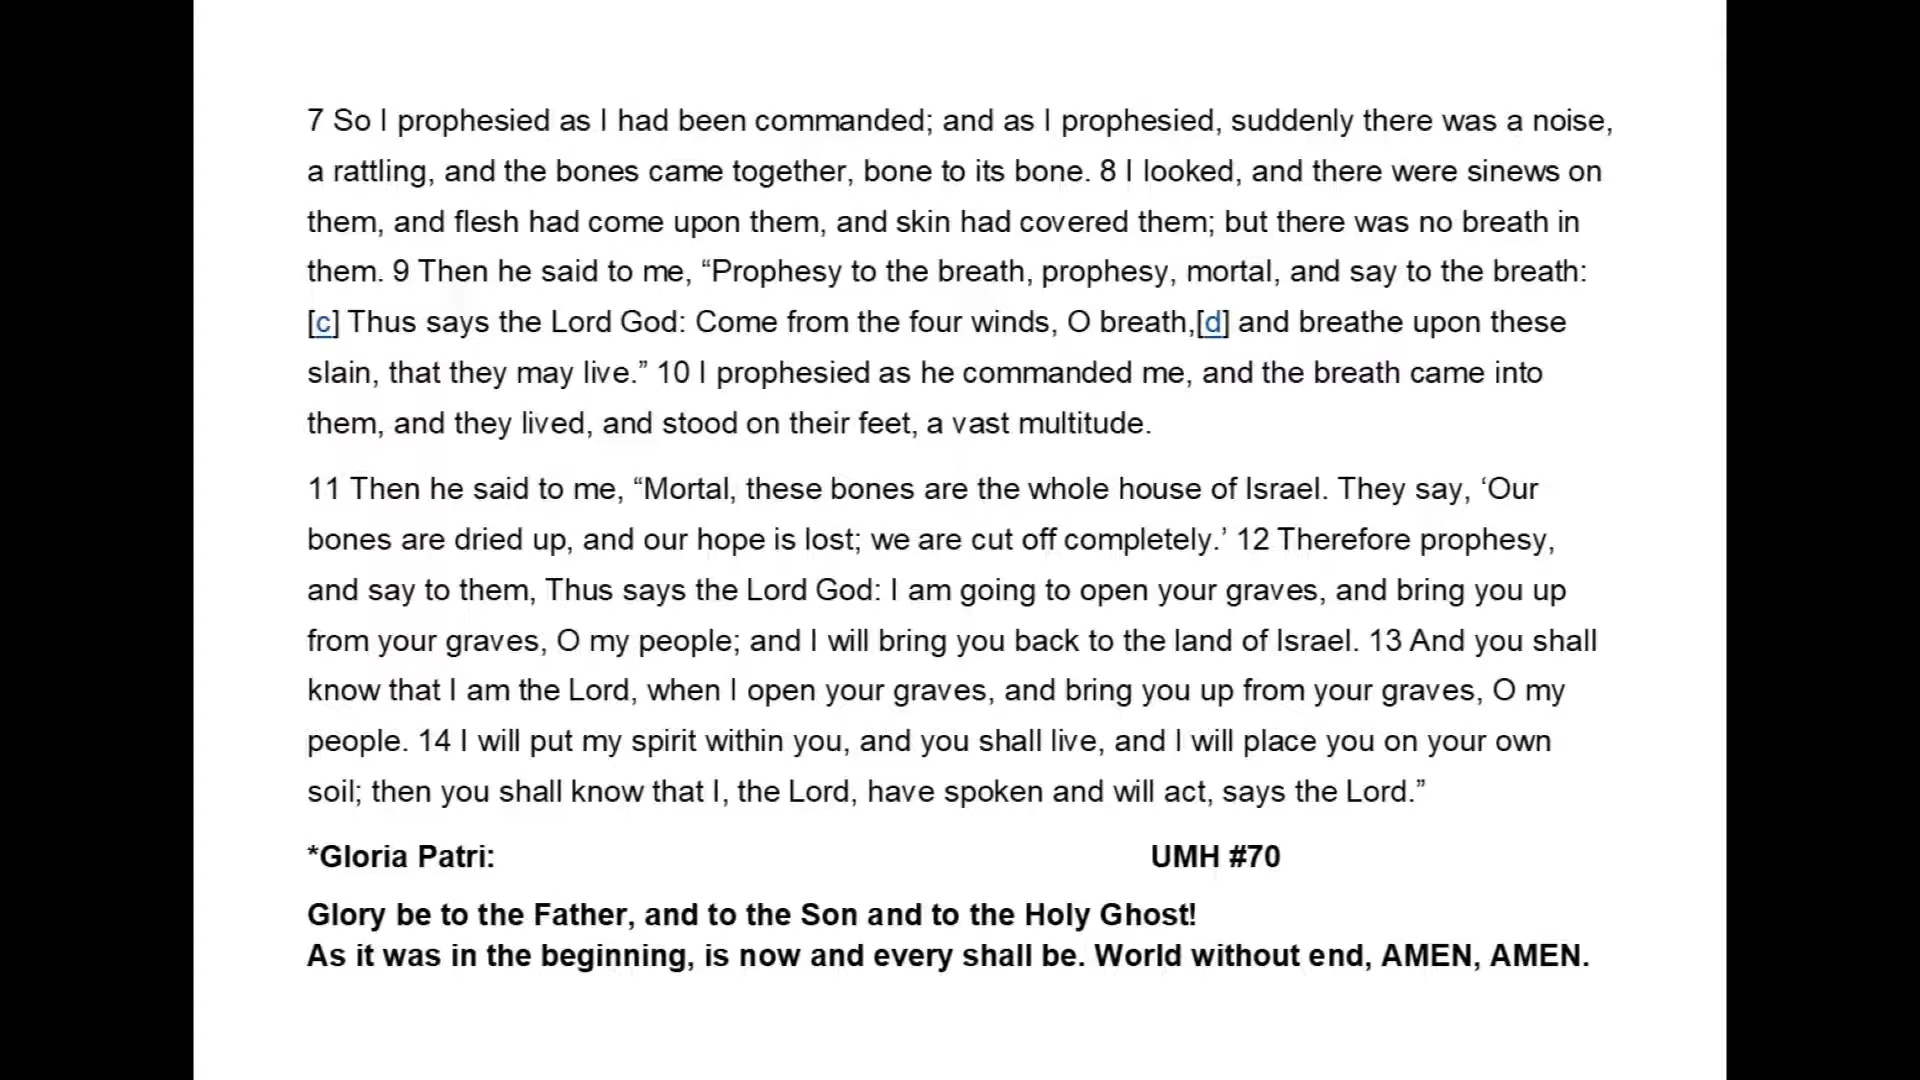 7 So I prophesied as I had been commanded; and as I prophesied, suddenly there was a noise,
a rattling, and the bones came together, bone to its bone. 8 I looked, and there were sinews on
them, and flesh had come upon them, and skin had covered them; but there was no breath in
them. 9 Then he said to me, “Prophesy to the breath, prophesy, mortal, and say to the breath:
[c] Thus says the Lord God: Come from the four winds, O breath,[d] and breathe upon these
slain, that they may live.” 10 I prophesied as he commanded me, and the breath came into
them, and they lived, and stood on their feet, a vast multitude.
11 Then he said to me, “Mortal, these bones are the whole house of Israel. They say, ‘Our
bones are dried up, and our hope is lost; we are cut off completely.’ 12 Therefore prophesy,
and say to them, Thus says the Lord God: I am going to open your graves, and bring you up
from your graves, O my people; and I will bring you back to the land of Israel. 13 And you shall
know that I am the Lord, when I open your graves, and bring you up from your graves, O my
people. 14 I will put my spirit within you, and you shall live, and I will place you on your own
soil; then you shall know that I, the Lord, have spoken and will act, says the Lord.”
*Gloria Patri: UMH #70
Glory be to the Father, and to the Son and to the Holy Ghost!
As it was in the beginning, is now and every shall be. World without end, AMEN, AMEN.